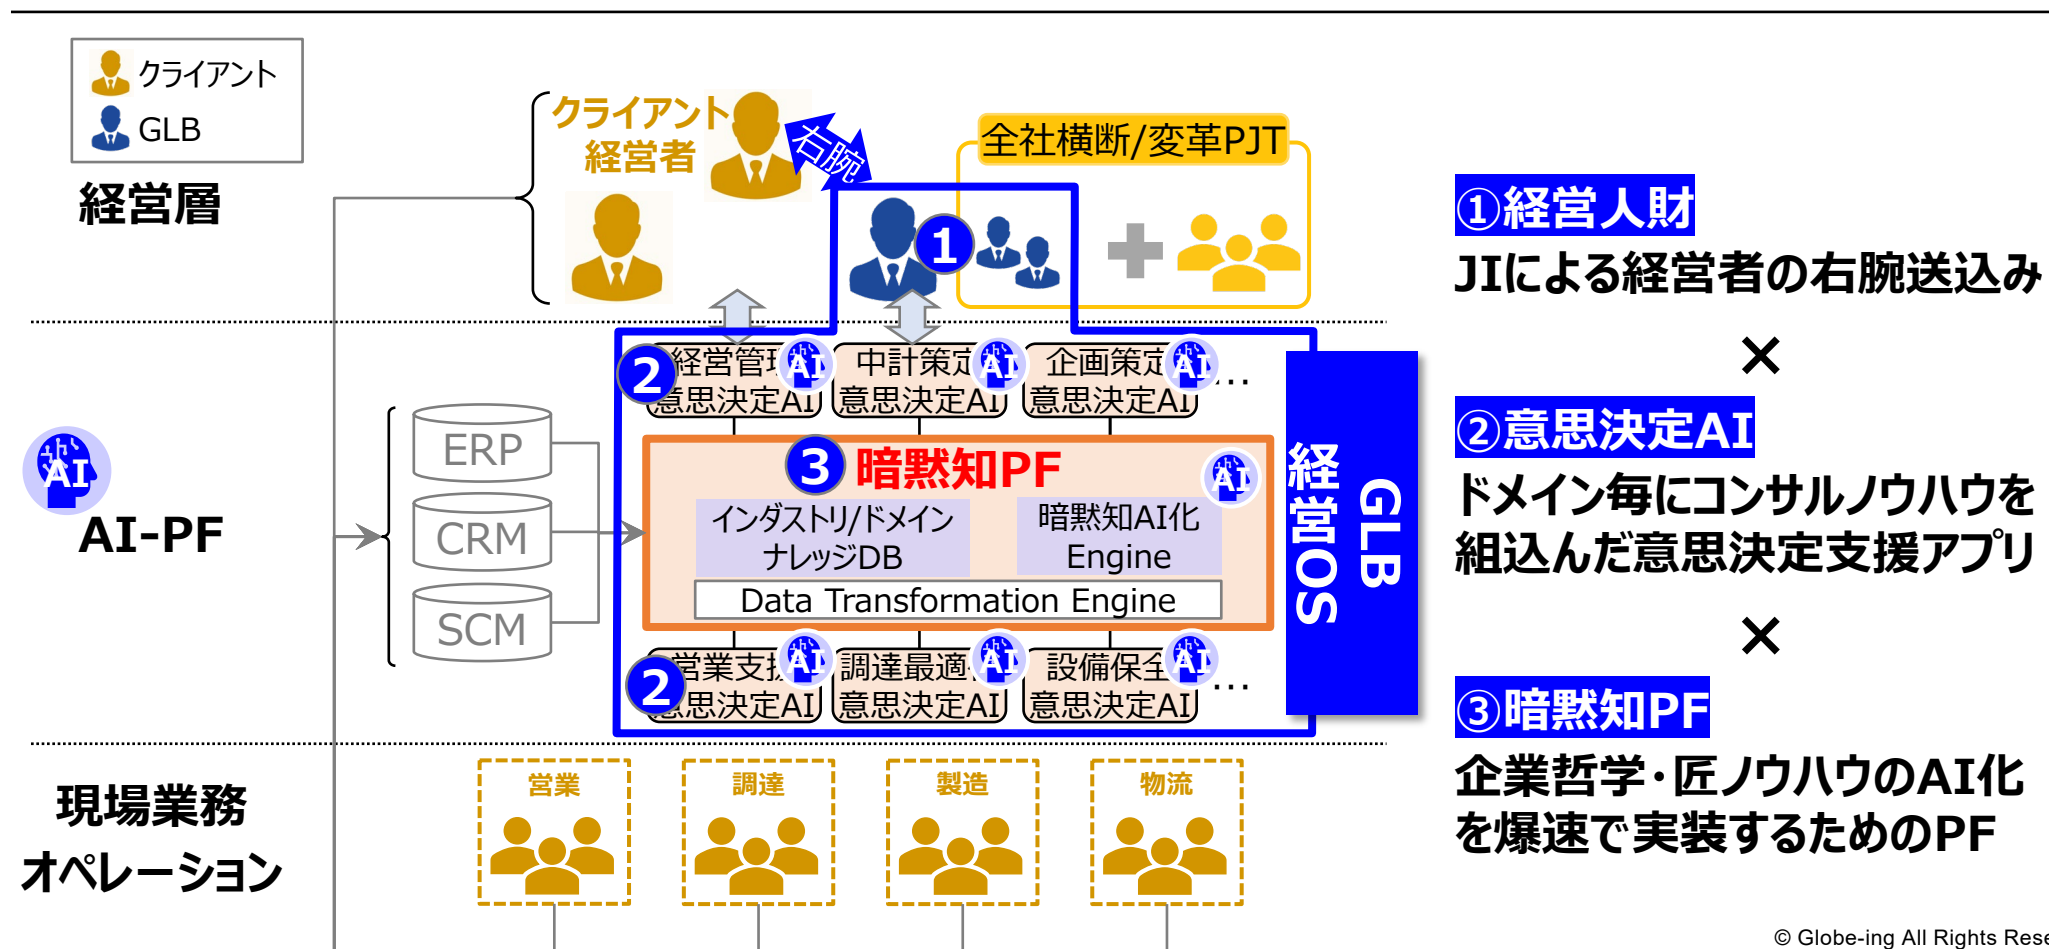 クライアント
GLB
経営層
クライアント
経営者
右腕
全社横断/変革PJT
1
①経営人財
JIによる経営者の右腕送込み
×
②意思決定AI
ドメイン毎にコンサルノウハウを
組込んだ意思決定支援アプリ
×
③暗黙知PF
企業哲学・匠ノウハウのAI化
を爆速で実装するためのPF
AI
AI-PF
ERP
CRM
SCM
2
経営管理
意思決定AI
AI
中計策定
意思決定AI
AI
企画策定
意思決定AI
AI
…
3
暗黙知PF
AI
インダストリ/ドメイン
ナレッジDB
暗黙知AI化
Engine
Data Transformation Engine
2
営業支援
意思決定AI
AI
調達最適化
意思決定AI
AI
設備保全
意思決定AI
AI
…
GLB
経営OS
現場業務
オペレーション
営業
調達
製造
物流
© Globe-ing All Rights Rese